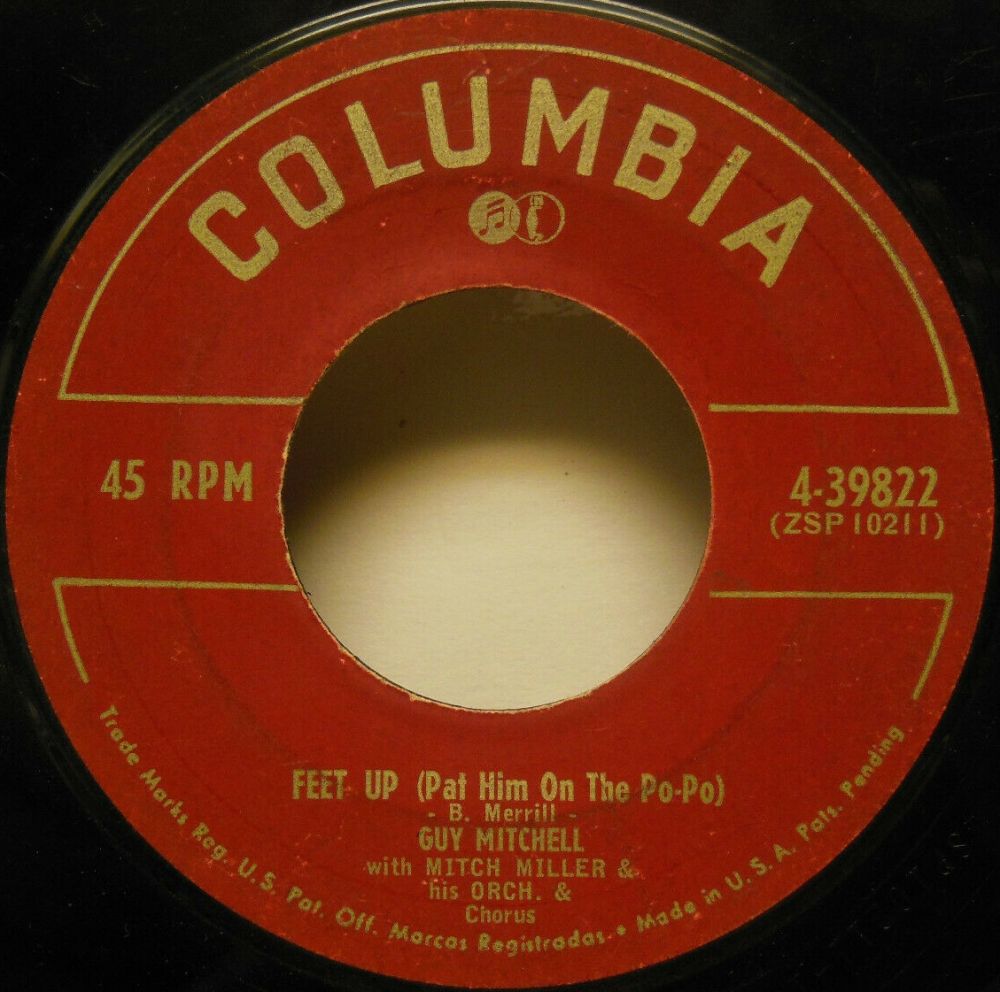 COLUMBIA
45 RPM
4-39822
(ZSP 10211)
FEET UP (Pat Him On The Po-Po)
- B. Merrill -
GUY MITCHELL
with MITCH MILLER &
his ORCH. &
Chorus
Trade Marks Reg. U.S. Pat. Off. Marcas Registradas • Made in U.S.A. Pats. Pending